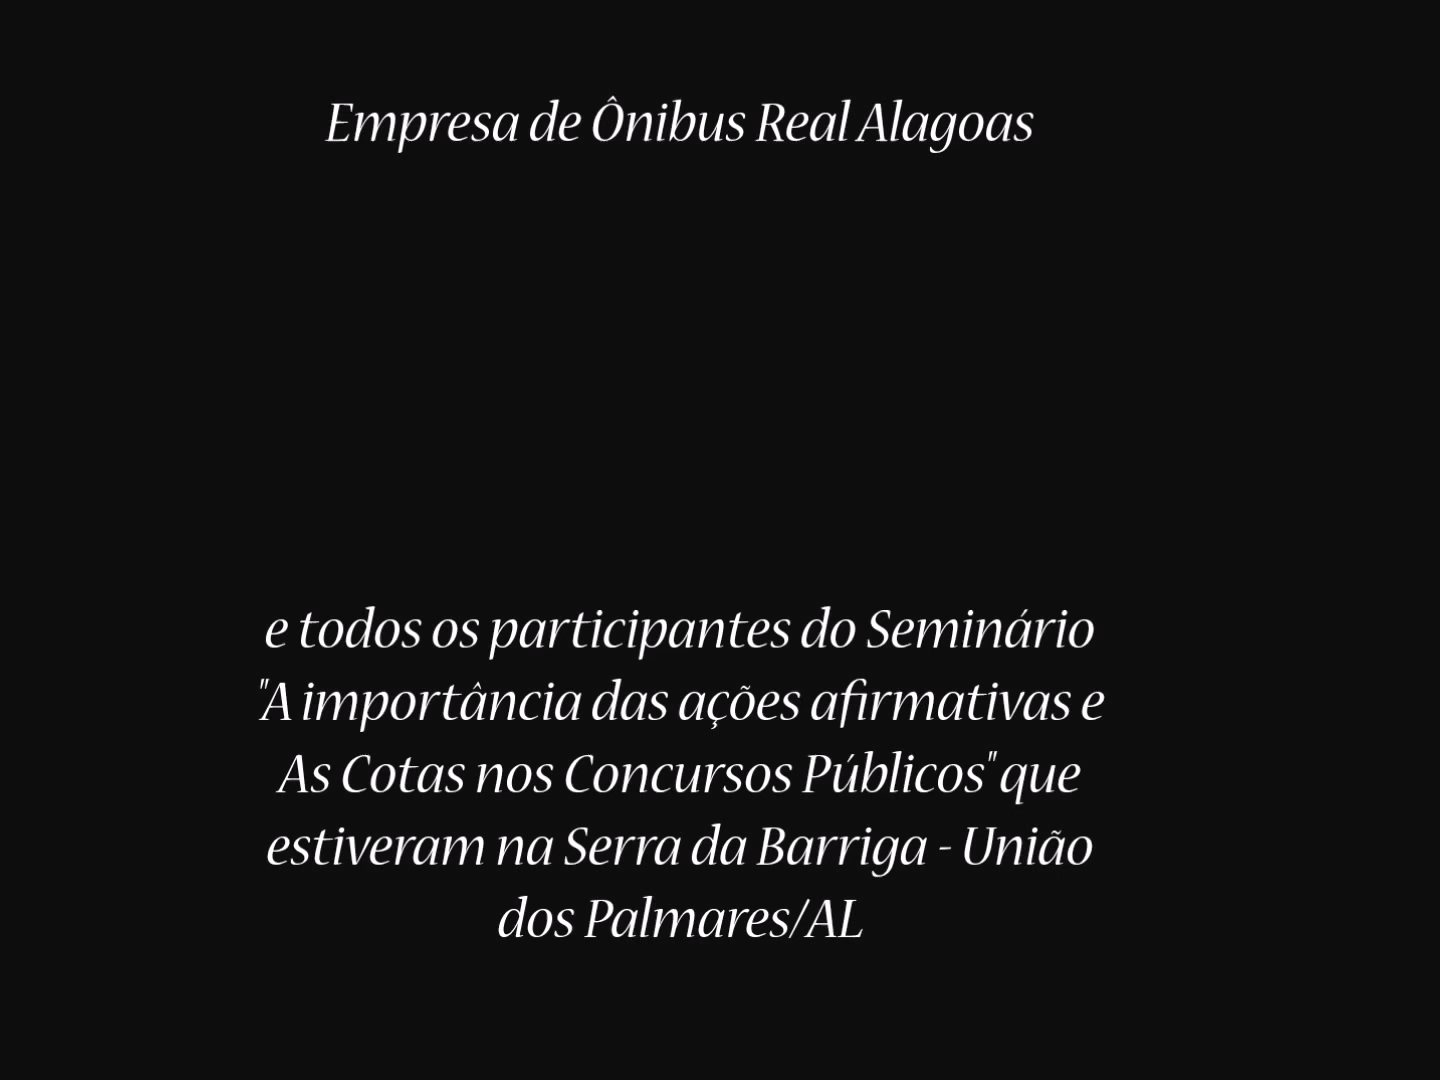 Empresa de Ônibus Real Alagoas
e todos os participantes do Seminário
"A importância das ações afirmativas e
As Cotas nos Concursos Públicos" que
estiveram na Serra da Barriga - União
dos Palmares/AL